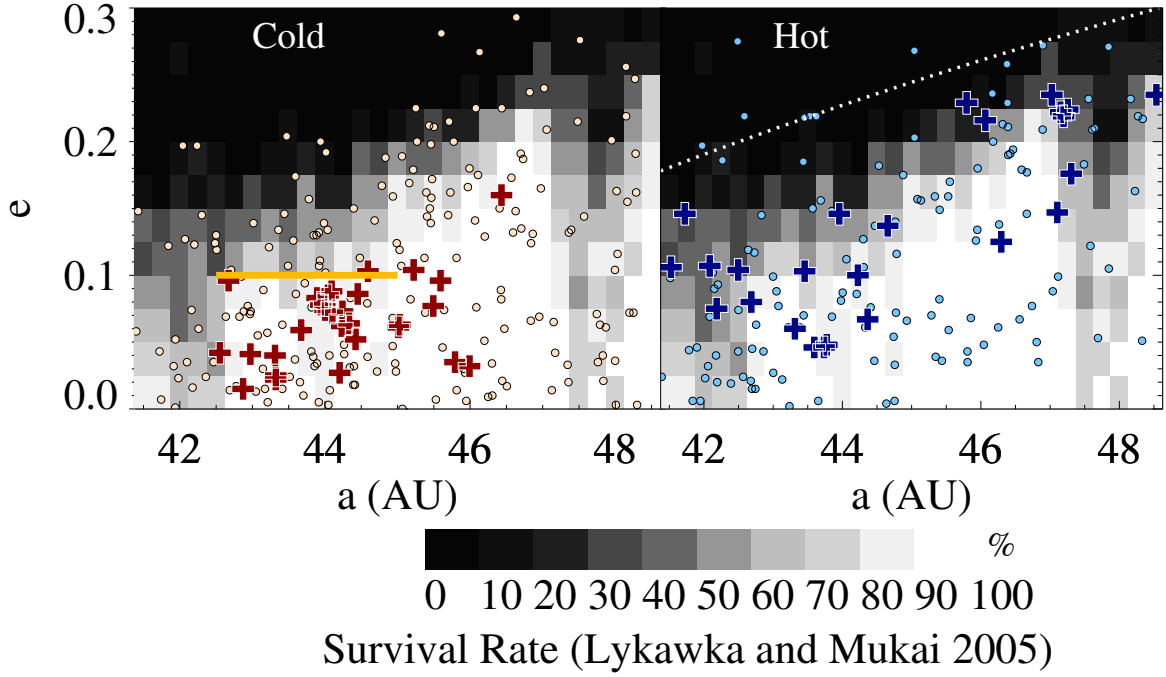 0.3
0.2
0.1
0.0
e
Cold
Hot
42 44 46 48
42 44 46 48
a (AU)
a (AU)
%
0 10 20 30 40 50 60 70 80 90 100
Survival Rate (Lykawka and Mukai 2005)